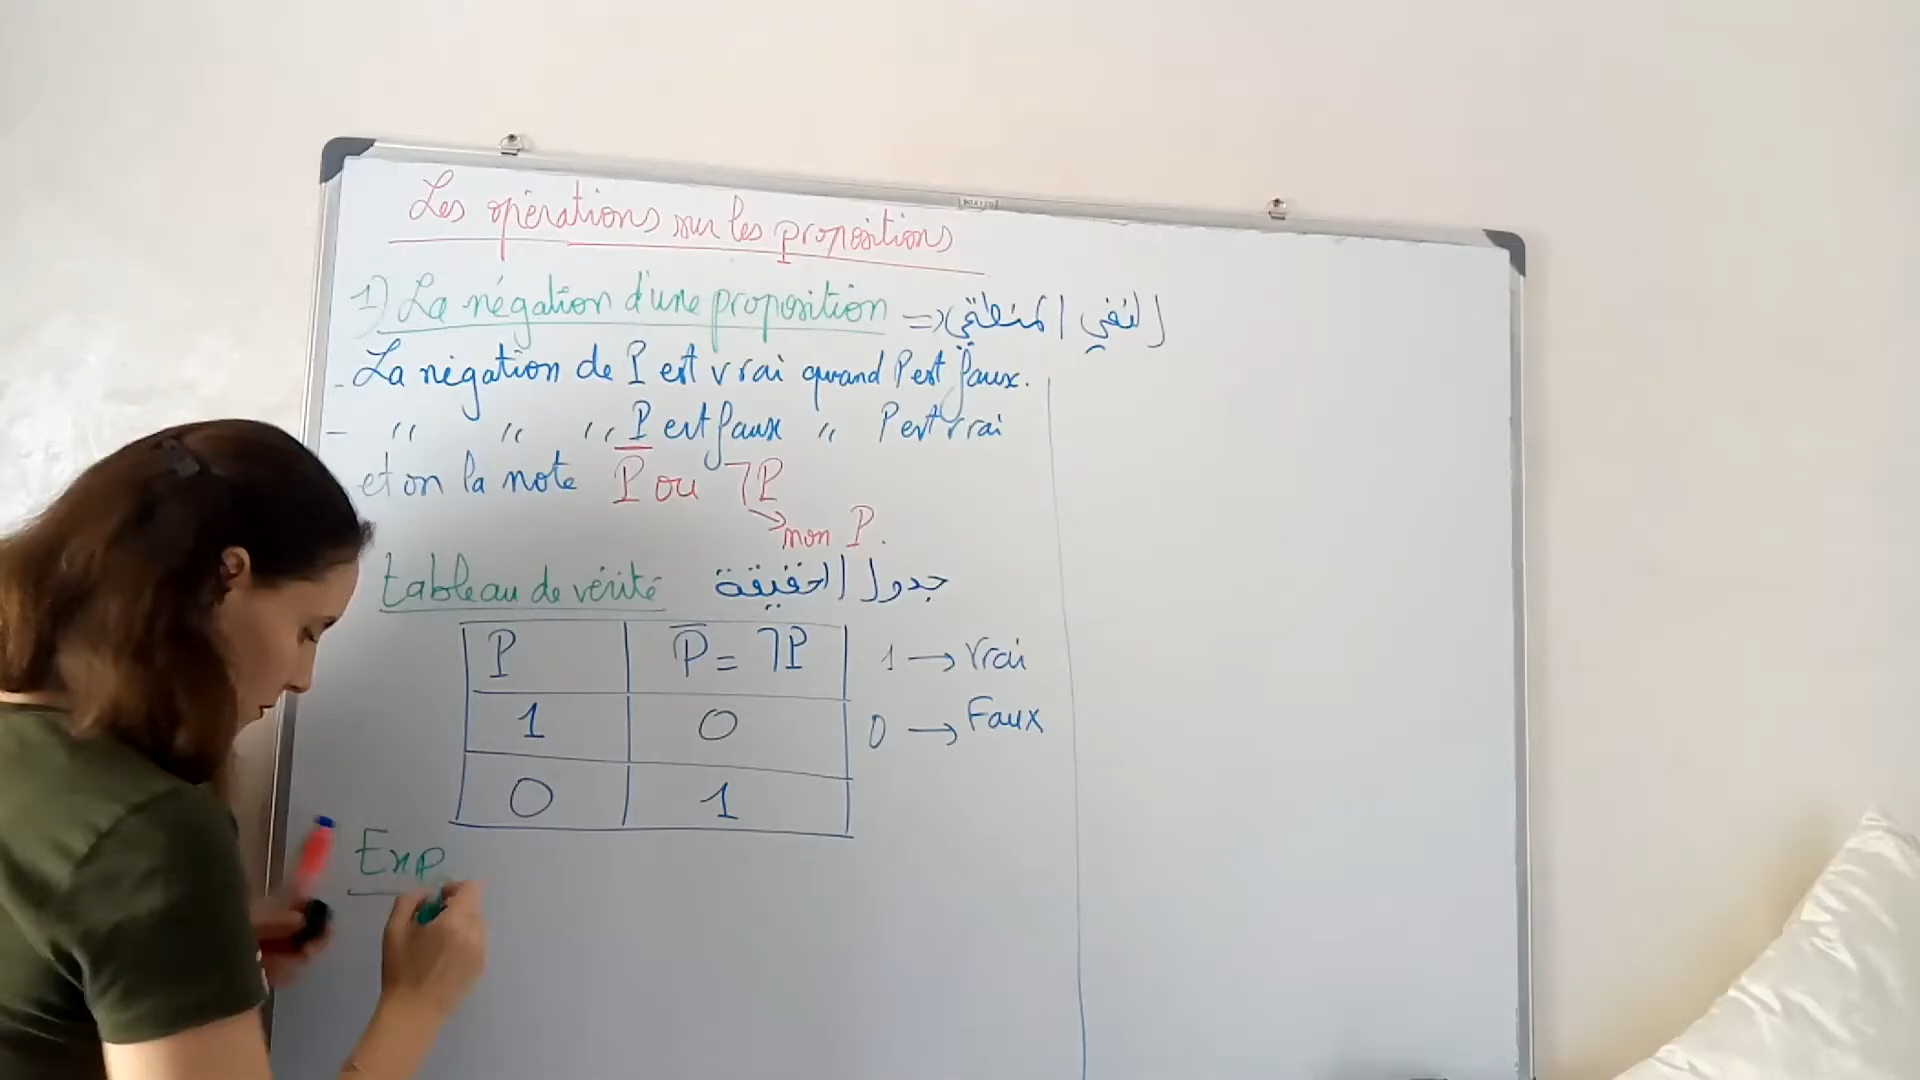 Les opérations sur les propositions
1) La négation d'une proposition => النفي المنطقي
- La négation de P est vrai quand P est faux.
- " " " P est faux " P est vrai
et on la note P̅ ou ⅂P
→ non P.
tableau de vérité جدول الحقيقة
P P̅ = ⅂P 1 → Vrai
1 0 0 → Faux
0 1
Exp